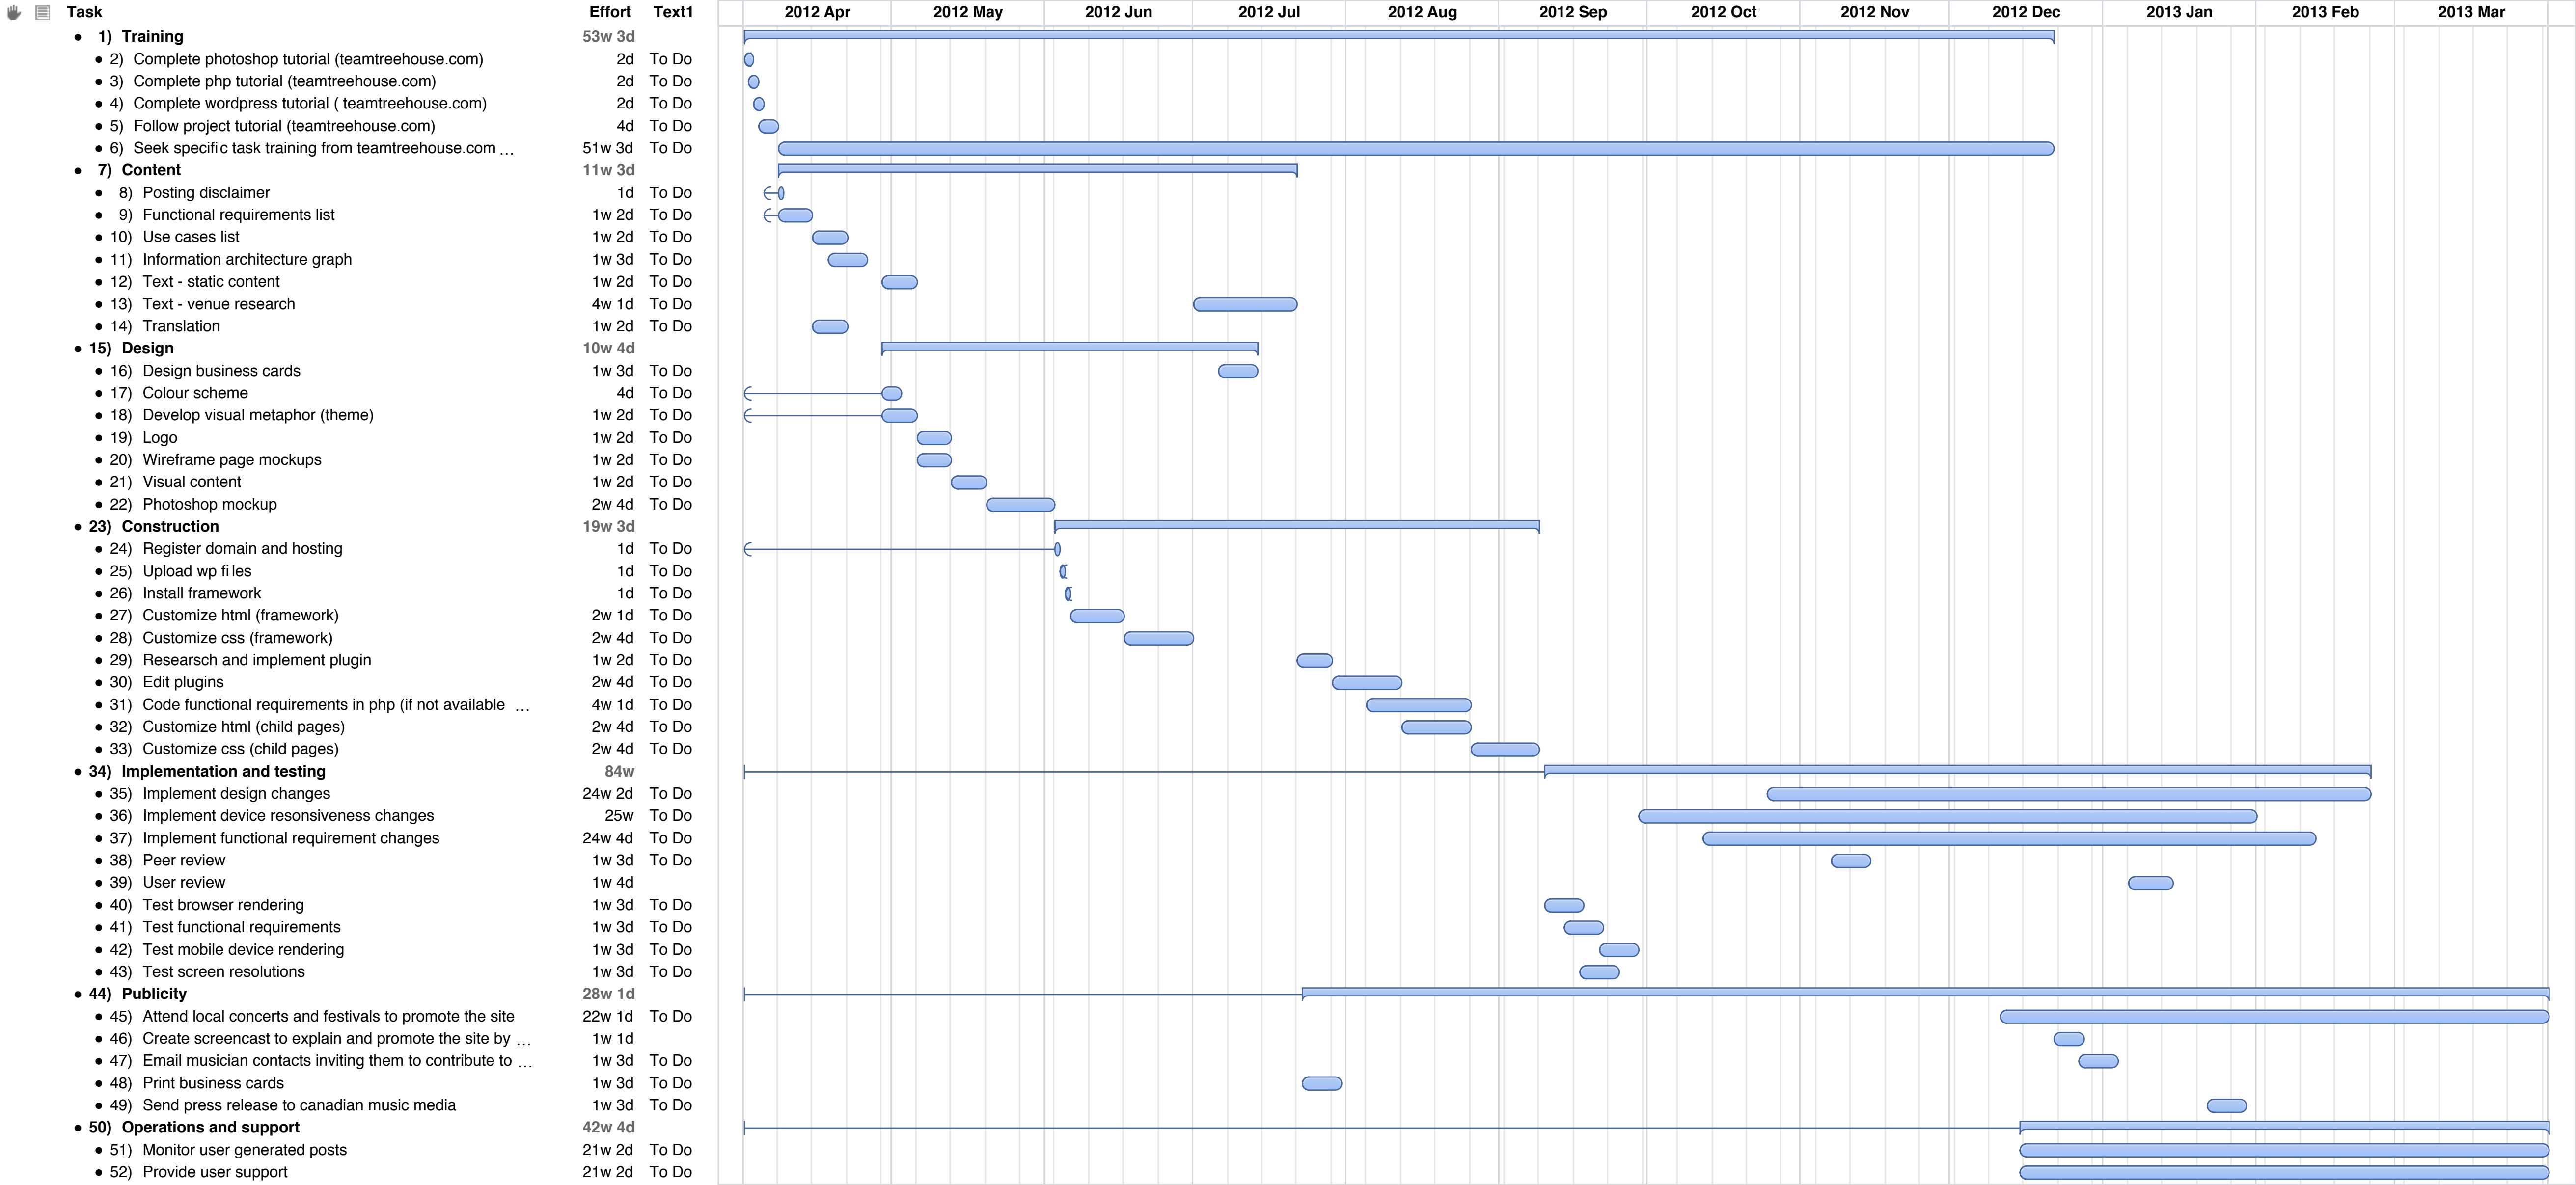 Task Effort Text1 2012 Apr 2012 May 2012 Jun 2012 Jul 2012 Aug 2012 Sep 2012 Oct 2012 Nov 2012 Dec 2013 Jan 2013 Feb 2013 Mar
• 1) Training 53w 3d
• 2) Complete photoshop tutorial (teamtreehouse.com) 2d To Do
• 3) Complete php tutorial (teamtreehouse.com) 2d To Do
• 4) Complete wordpress tutorial ( teamtreehouse.com) 2d To Do
• 5) Follow project tutorial (teamtreehouse.com) 4d To Do
• 6) Seek specific task training from teamtreehouse.com ... 51w 3d To Do
• 7) Content 11w 3d
• 8) Posting disclaimer 1d To Do
• 9) Functional requirements list 1w 2d To Do
• 10) Use cases list 1w 2d To Do
• 11) Information architecture graph 1w 3d To Do
• 12) Text - static content 1w 2d To Do
• 13) Text - venue research 4w 1d To Do
• 14) Translation 1w 2d To Do
• 15) Design 10w 4d
• 16) Design business cards 1w 3d To Do
• 17) Colour scheme 4d To Do
• 18) Develop visual metaphor (theme) 1w 2d To Do
• 19) Logo 1w 2d To Do
• 20) Wireframe page mockups 1w 2d To Do
• 21) Visual content 1w 2d To Do
• 22) Photoshop mockup 2w 4d To Do
• 23) Construction 19w 3d
• 24) Register domain and hosting 1d To Do
• 25) Upload wp files 1d To Do
• 26) Install framework 1d To Do
• 27) Customize html (framework) 2w 1d To Do
• 28) Customize css (framework) 2w 4d To Do
• 29) Researsch and implement plugin 1w 2d To Do
• 30) Edit plugins 2w 4d To Do
• 31) Code functional requirements in php (if not available ... 4w 1d To Do
• 32) Customize html (child pages) 2w 4d To Do
• 33) Customize css (child pages) 2w 4d To Do
• 34) Implementation and testing 84w
• 35) Implement design changes 24w 2d To Do
• 36) Implement device resonsiveness changes 25w To Do
• 37) Implement functional requirement changes 24w 4d To Do
• 38) Peer review 1w 3d To Do
• 39) User review 1w 4d
• 40) Test browser rendering 1w 3d To Do
• 41) Test functional requirements 1w 3d To Do
• 42) Test mobile device rendering 1w 3d To Do
• 43) Test screen resolutions 1w 3d To Do
• 44) Publicity 28w 1d
• 45) Attend local concerts and festivals to promote the site 22w 1d To Do
• 46) Create screencast to explain and promote the site by ... 1w 1d
• 47) Email musician contacts inviting them to contribute to ... 1w 3d To Do
• 48) Print business cards 1w 3d To Do
• 49) Send press release to canadian music media 1w 3d To Do
• 50) Operations and support 42w 4d
• 51) Monitor user generated posts 21w 2d To Do
• 52) Provide user support 21w 2d To Do